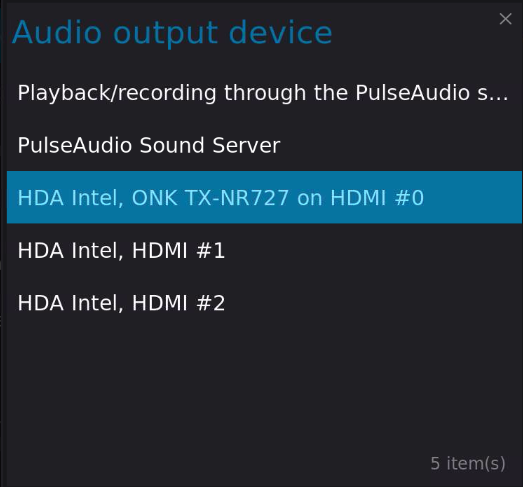 Audio output device
Playback/recording through the PulseAudio s...
PulseAudio Sound Server
HDA Intel, ONK TX-NR727 on HDMI #0
HDA Intel, HDMI #1
HDA Intel, HDMI #2
5 item(s)